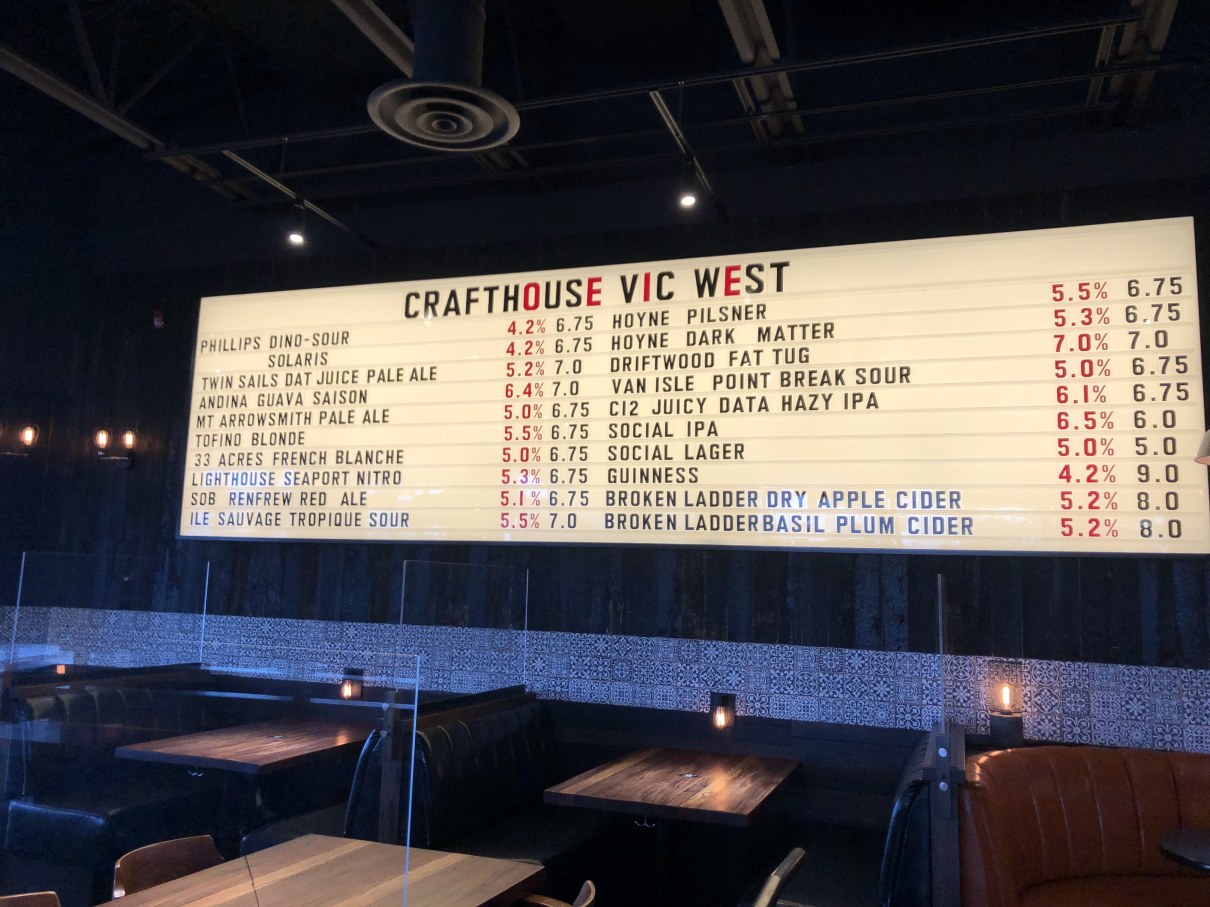 CRAFTHOUSE VIC WEST
PHILLIPS DINO-SOUR 4.2% 6.75
SOLARIS 4.2% 6.75
TWIN SAILS DAT JUICE PALE ALE 5.2% 7.0
ANDINA GUAVA SAISON 6.4% 7.0
MT ARROWSMITH PALE ALE 5.0% 6.75
TOFINO BLONDE 5.5% 6.75
33 ACRES FRENCH BLANCHE 5.0% 6.75
LIGHTHOUSE SEAPORT NITRO 5.3% 6.75
SOB RENFREW RED ALE 5.1% 6.75
ILE SAUVAGE TROPIQUE SOUR 5.5% 7.0
HOYNE PILSNER 5.5% 6.75
HOYNE DARK MATTER 5.3% 6.75
DRIFTWOOD FAT TUG 7.0% 7.0
VAN ISLE POINT BREAK SOUR 5.0% 6.75
C12 JUICY DATA HAZY IPA 6.1% 6.75
SOCIAL IPA 6.5% 6.0
SOCIAL LAGER 5.0% 5.0
GUINNESS 4.2% 9.0
BROKEN LADDER DRY APPLE CIDER 5.2% 8.0
BROKEN LADDER BASIL PLUM CIDER 5.2% 8.0